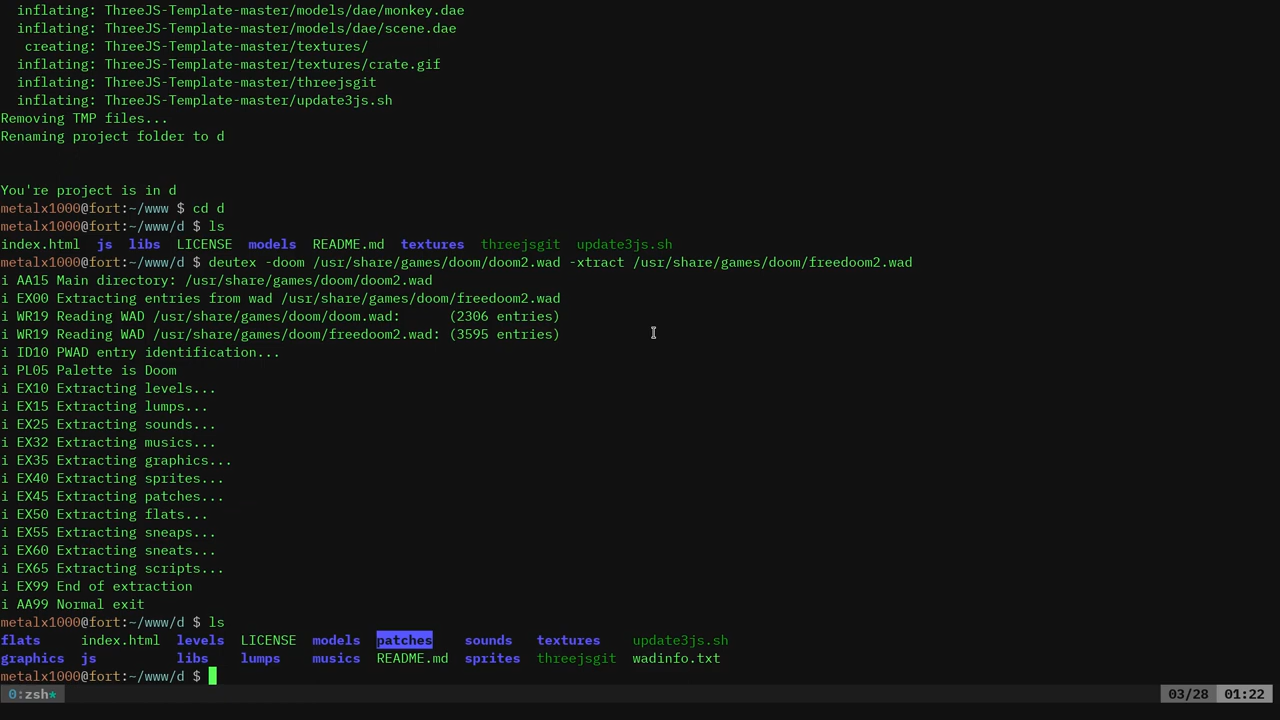 inflating: ThreeJS-Template-master/models/dae/monkey.dae
inflating: ThreeJS-Template-master/models/dae/scene.dae
creating: ThreeJS-Template-master/textures/
inflating: ThreeJS-Template-master/textures/crate.gif
inflating: ThreeJS-Template-master/threejsgit
inflating: ThreeJS-Template-master/update3js.sh
Removing TMP files...
Renaming project folder to d
You're project is in d
metalx1000@fort:~/www $ cd d
metalx1000@fort:~/www/d $ ls
index.html js libs LICENSE models README.md textures threejsgit update3js.sh
metalx1000@fort:~/www/d $ deutex -doom /usr/share/games/doom/doom2.wad -xtract /usr/share/games/doom/freedoom2.wad
i AA15 Main directory: /usr/share/games/doom/doom2.wad
i EX00 Extracting entries from wad /usr/share/games/doom/freedoom2.wad
i WR19 Reading WAD /usr/share/games/doom/doom.wad: (2306 entries)
i WR19 Reading WAD /usr/share/games/doom/freedoom2.wad: (3595 entries)
i ID10 PWAD entry identification...
i PL05 Palette is Doom
i EX10 Extracting levels...
i EX15 Extracting lumps...
i EX25 Extracting sounds...
i EX32 Extracting musics...
i EX35 Extracting graphics...
i EX40 Extracting sprites...
i EX45 Extracting patches...
i EX50 Extracting flats...
i EX55 Extracting sneaps...
i EX60 Extracting sneats...
i EX65 Extracting scripts...
i EX99 End of extraction
i AA99 Normal exit
metalx1000@fort:~/www/d $ ls
flats index.html levels LICENSE models patches sounds textures update3js.sh
graphics js libs lumps musics README.md sprites threejsgit wadinfo.txt
metalx1000@fort:~/www/d $
0:zsh* 03/28 01:22